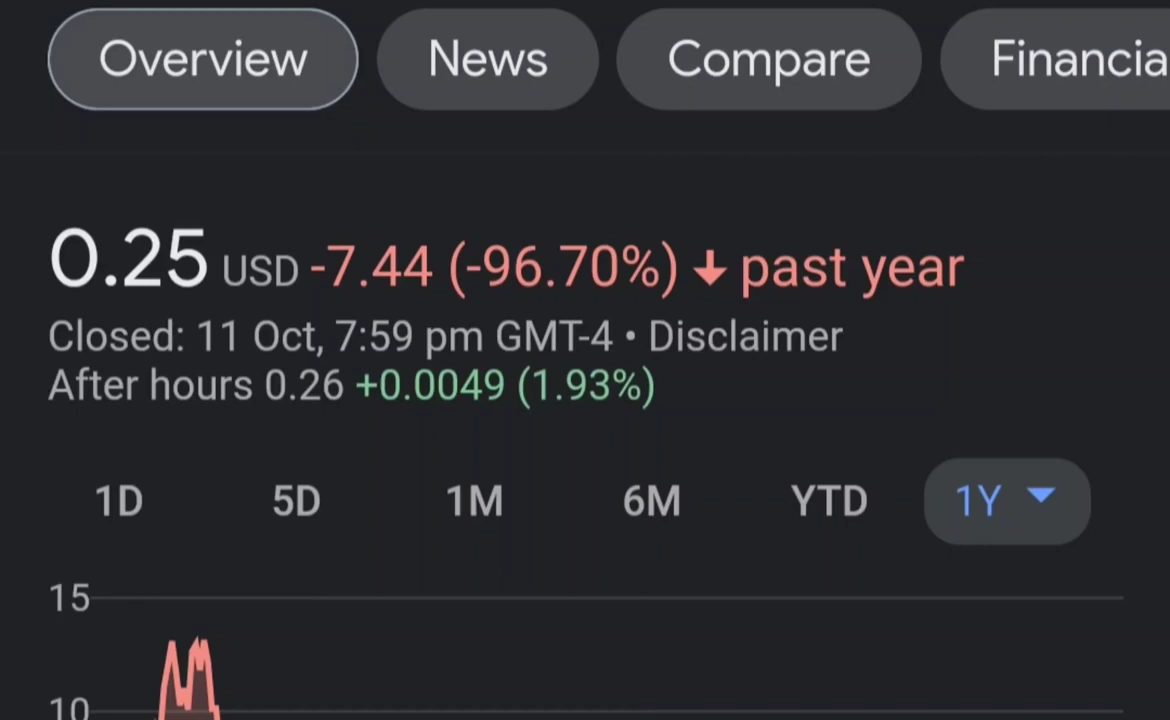 Overview News Compare Financia
0.25 USD -7.44 (-96.70%) ↓ past year
Closed: 11 Oct, 7:59 pm GMT-4 • Disclaimer
After hours 0.26 +0.0049 (1.93%)
1D 5D 1M 6M YTD 1Y
15
10